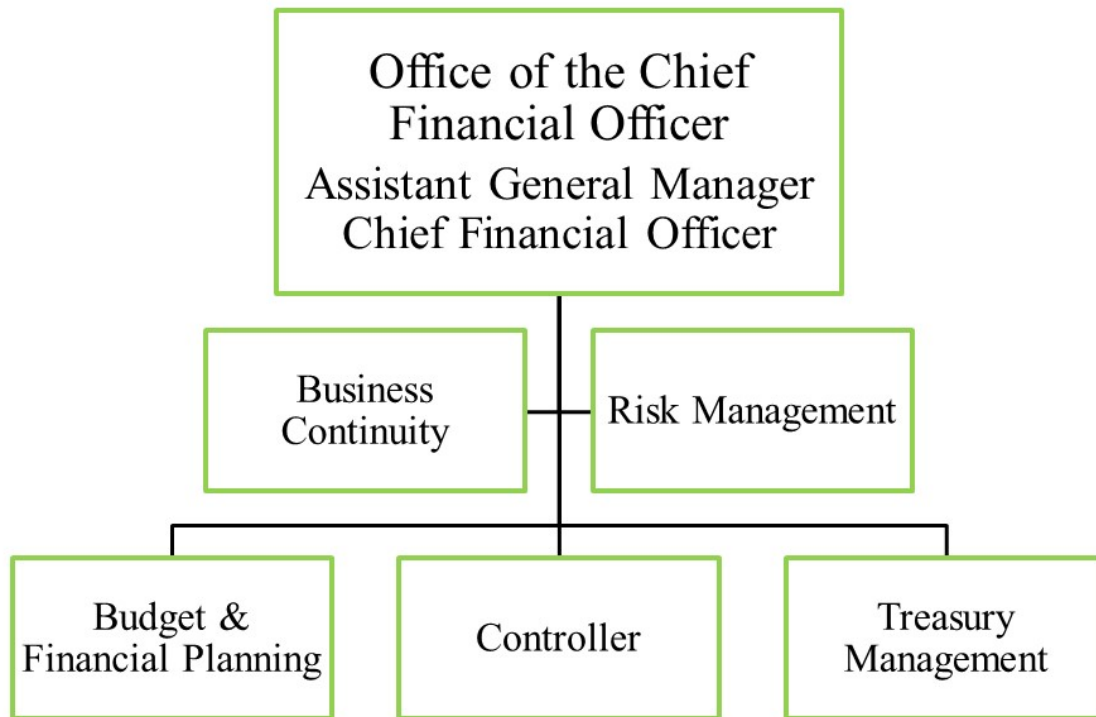 Office of the Chief
Financial Officer
Assistant General Manager
Chief Financial Officer
Business
Continuity
Risk Management
Budget &
Financial Planning
Controller
Treasury
Management